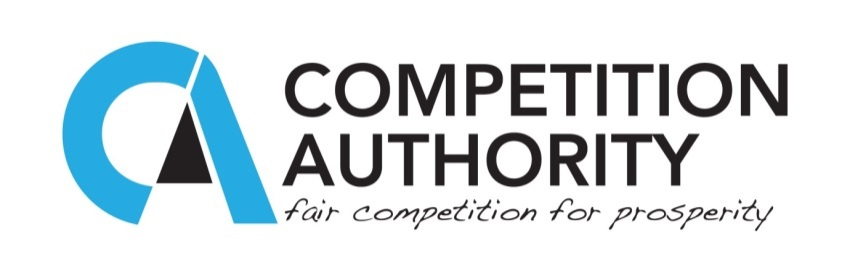 COMPETITION
AUTHORITY
fair competition for prosperity